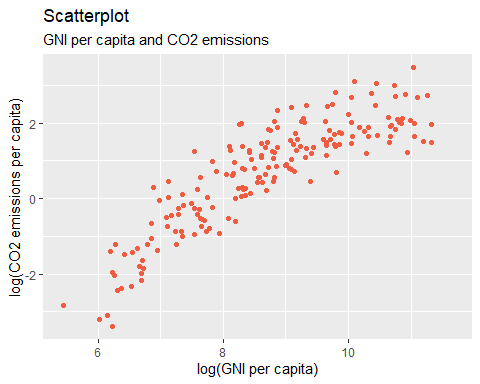 Scatterplot
GNI per capita and CO2 emissions
log(CO2 emissions per capita)
2
0
-2
6
8
10
log(GNI per capita)